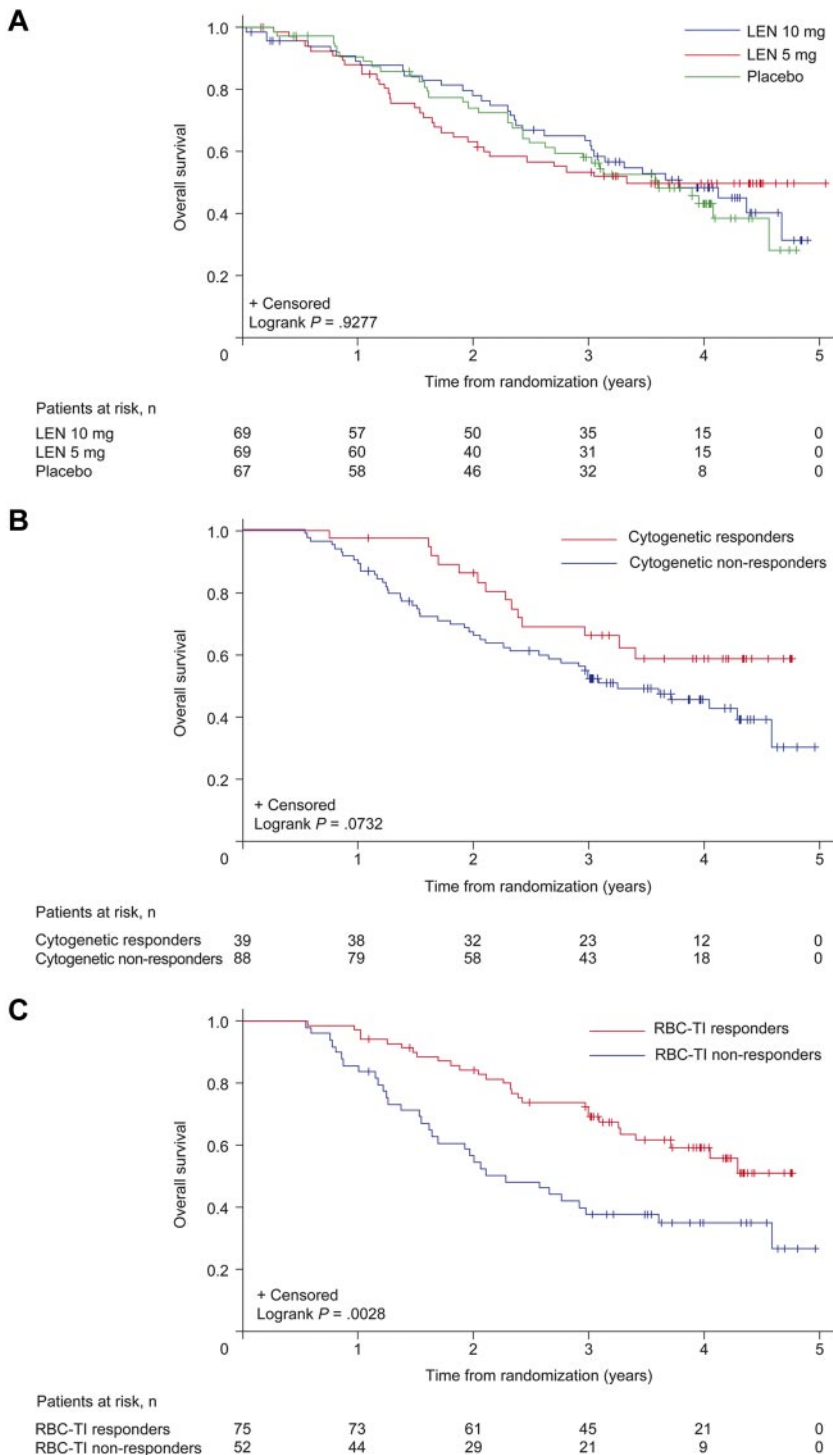 A
LEN 10 mg
LEN 5 mg
Placebo
1.0
0.8
0.6
0.4
0.2
0
Overall survival
+ Censored
Logrank P = .9277
1 2 3 4 5
Time from randomization (years)
Patients at risk, n
LEN 10 mg 69 57 50 35 15 0
LEN 5 mg 69 60 40 31 15 0
Placebo 67 58 46 32 8 0
B
Cytogenetic responders
Cytogenetic non-responders
1.0
0.8
0.6
0.4
0.2
0
Overall survival
+ Censored
Logrank P = .0732
1 2 3 4 5
Time from randomization (years)
Patients at risk, n
Cytogenetic responders 39 38 32 23 12 0
Cytogenetic non-responders 88 79 58 43 18 0
C
RBC-TI responders
RBC-TI non-responders
1.0
0.8
0.6
0.4
0.2
0
Overall survival
+ Censored
Logrank P = .0028
1 2 3 4 5
Time from randomization (years)
Patients at risk, n
RBC-TI responders 75 73 61 45 21 0
RBC-TI non-responders 52 44 29 21 9 0